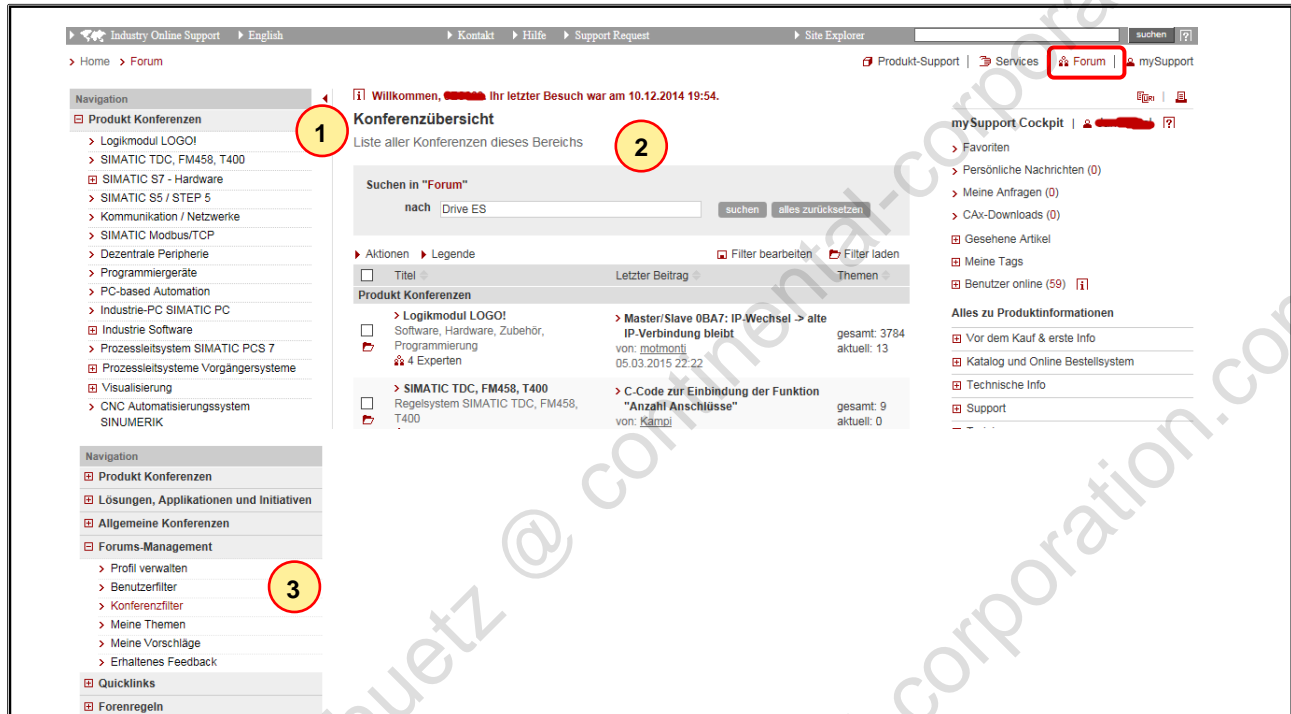 Industry Online Support English Kontakt Hilfe Support Request Site Explorer suchen [?]
> Home > Forum Produkt-Support | Services | Forum | mySupport
Navigation
Produkt Konferenzen
> Logikmodul LOGO!
> SIMATIC TDC, FM458, T400
SIMATIC S7 - Hardware
> SIMATIC S5 / STEP 5
> Kommunikation / Netzwerke
> SIMATIC Modbus/TCP
> Dezentrale Peripherie
> Programmiergeräte
> PC-based Automation
> Industrie-PC SIMATIC PC
Industrie Software
> Prozessleitsystem SIMATIC PCS 7
Prozessleitsysteme Vorgängersysteme
Visualisierung
> CNC Automatisierungssystem
SINUMERIK
1
Willkommen, Ihr letzter Besuch war am 10.12.2014 19:54.
Konferenzübersicht
Liste aller Konferenzen dieses Bereichs
2
Suchen in "Forum"
nach Drive ES suchen alles zurücksetzen
Aktionen Legende Filter bearbeiten Filter laden
Titel Letzter Beitrag Themen
Produkt Konferenzen
> Logikmodul LOGO!
Software, Hardware, Zubehör,
Programmierung
4 Experten
> Master/Slave 0BA7: IP-Wechsel -> alte
IP-Verbindung bleibt
von: motmonti
05.03.2015 22:22
gesamt: 3784
aktuell: 13
> SIMATIC TDC, FM458, T400
Regelsystem SIMATIC TDC, FM458,
T400
> C-Code zur Einbindung der Funktion
"Anzahl Anschlüsse"
von: Kampi
gesamt: 9
aktuell: 0
mySupport Cockpit | [?]
> Favoriten
> Persönliche Nachrichten (0)
> Meine Anfragen (0)
> CAx-Downloads (0)
Gesehene Artikel
Meine Tags
Benutzer online (59)
Alles zu Produktinformationen
Vor dem Kauf & erste Info
Katalog und Online Bestellsystem
Technische Info
Support
Navigation
Produkt Konferenzen
Lösungen, Applikationen und Initiativen
Allgemeine Konferenzen
Forums-Management
> Profil verwalten
> Benutzerfilter
> Konferenzfilter
> Meine Themen
> Meine Vorschläge
> Erhaltenes Feedback
3
Quicklinks
Forenregeln
buetz @ continental-corporation.co
corporation.co